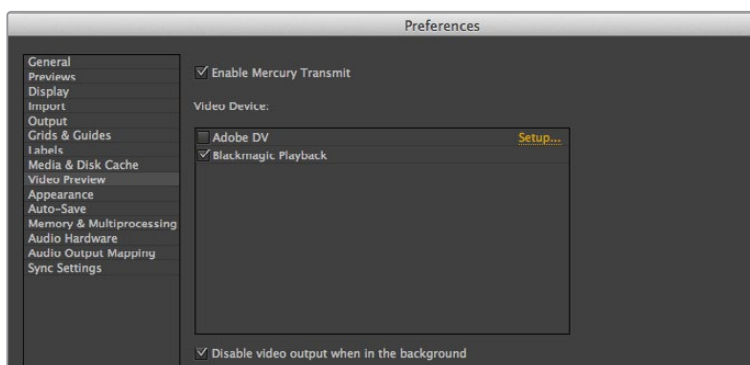 Preferences
General
Previews
Display
Import
Output
Grids & Guides
Labels
Media & Disk Cache
Video Preview
Appearance
Auto-Save
Memory & Multiprocessing
Audio Hardware
Audio Output Mapping
Sync Settings
Enable Mercury Transmit
Video Device:
Adobe DV Setup...
Blackmagic Playback
Disable video output when in the background